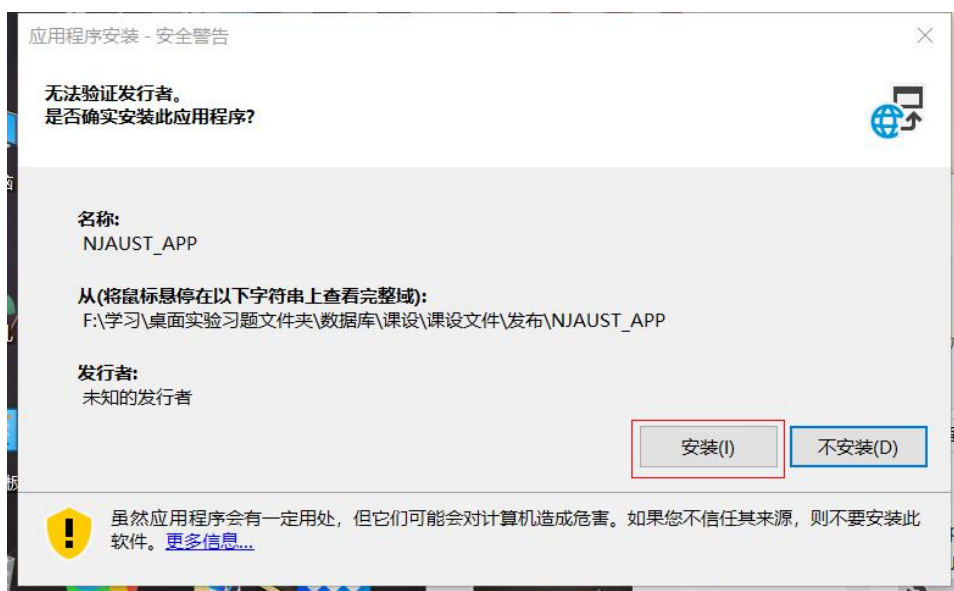 应用程序安装 - 安全警告
无法验证发行者。
是否确实安装此应用程序?
名称:
NJAUST_APP
从(将鼠标悬停在以下字符串上查看完整域):
F:\学习\桌面实验习题文件夹\数据库\课设\课设文件\发布\NJAUST_APP
发行者:
未知的发行者
安装(I) 不安装(D)
虽然应用程序会有一定用处，但它们可能会对计算机造成危害。如果您不信任其来源，则不要安装此
软件。更多信息...